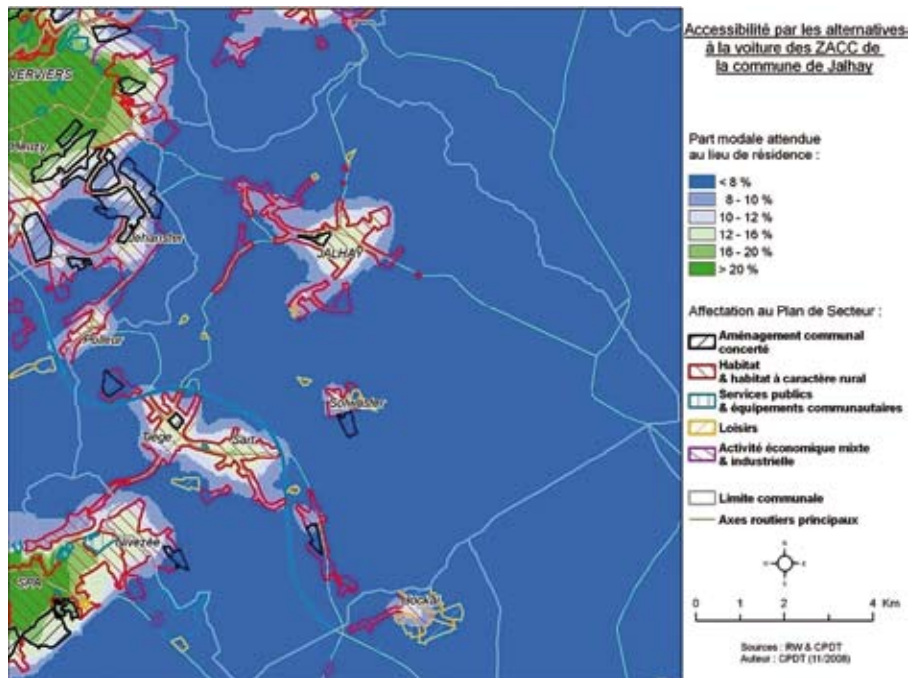 Accessibilité par les alternatives
à la voiture des ZACC de
la commune de Jalhay
Part modale attendue
au lieu de résidence :
< 8 %
8 - 10 %
10 - 12 %
12 - 16 %
16 - 20 %
> 20 %
Affectation au Plan de Secteur :
Aménagement communal
concerté
Habitat
& habitat à caractère rural
Services publics
& équipements communautaires
Loisirs
Activité économique mixte
& industrielle
Limite communale
Axes routiers principaux
N
O E
S
0 1 2 4 Km
Sources : RW & CPDT
Auteur : CPDT (11/2008)
VERVIERS
Heuzy
Jehanster
JALHAY
Polleur
Solwaster
Tiège
Sart
Nivezée
SPA